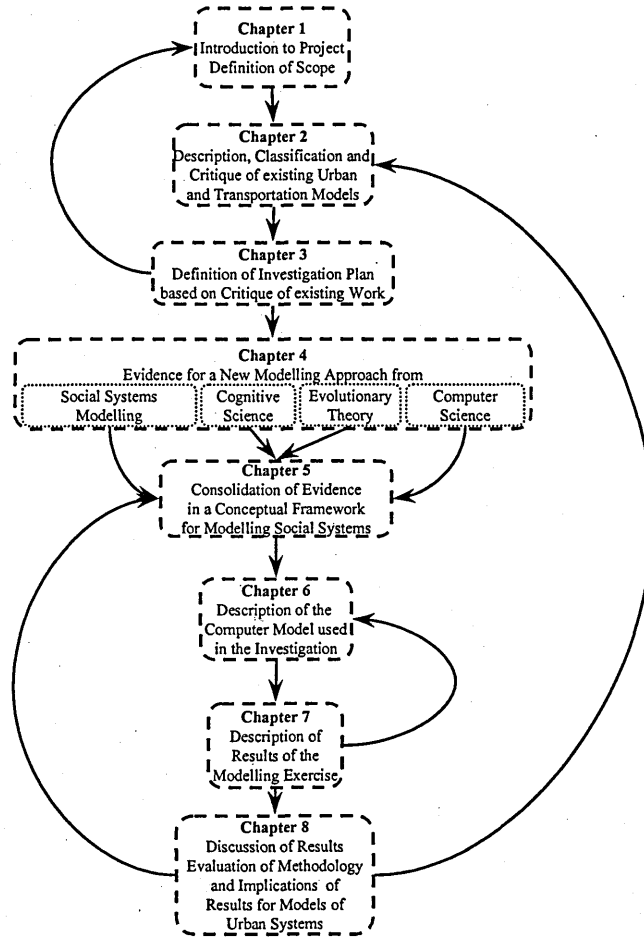 Chapter 1
Introduction to Project
Definition of Scope
Chapter 2
Description, Classification and
Critique of existing Urban
and Transportation Models
Chapter 3
Definition of Investigation Plan
based on Critique of existing Work
Chapter 4
Evidence for a New Modelling Approach from
Social Systems
Modelling
Cognitive
Science
Evolutionary
Theory
Computer
Science
Chapter 5
Consolidation of Evidence
in a Conceptual Framework
for Modelling Social Systems
Chapter 6
Description of the
Computer Model used
in the Investigation
Chapter 7
Description of
Results of the
Modelling Exercise
Chapter 8
Discussion of Results
Evaluation of Methodology
and Implications of
Results for Models of
Urban Systems